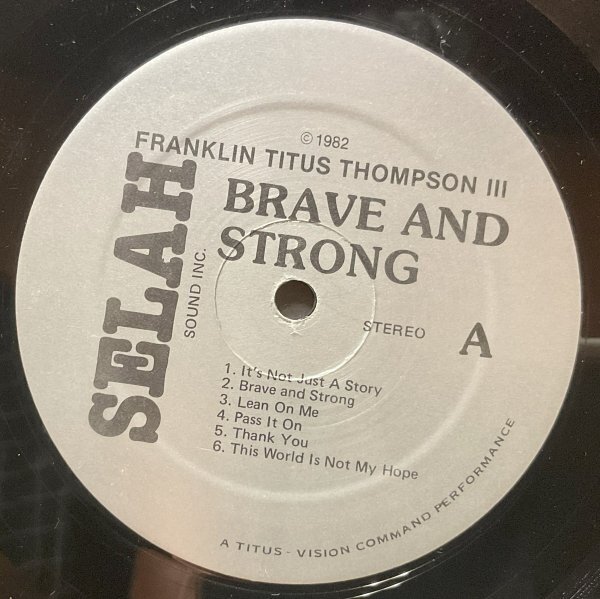 ©1982
FRANKLIN TITUS THOMPSON III
BRAVE AND
STRONG
SELAH
SOUND INC.
STEREO
A
1. It's Not Just A Story
2. Brave and Strong
3. Lean On Me
4. Pass It On
5. Thank You
6. This World Is Not My Hope
A TITUS - VISION COMMAND PERFORMANCE